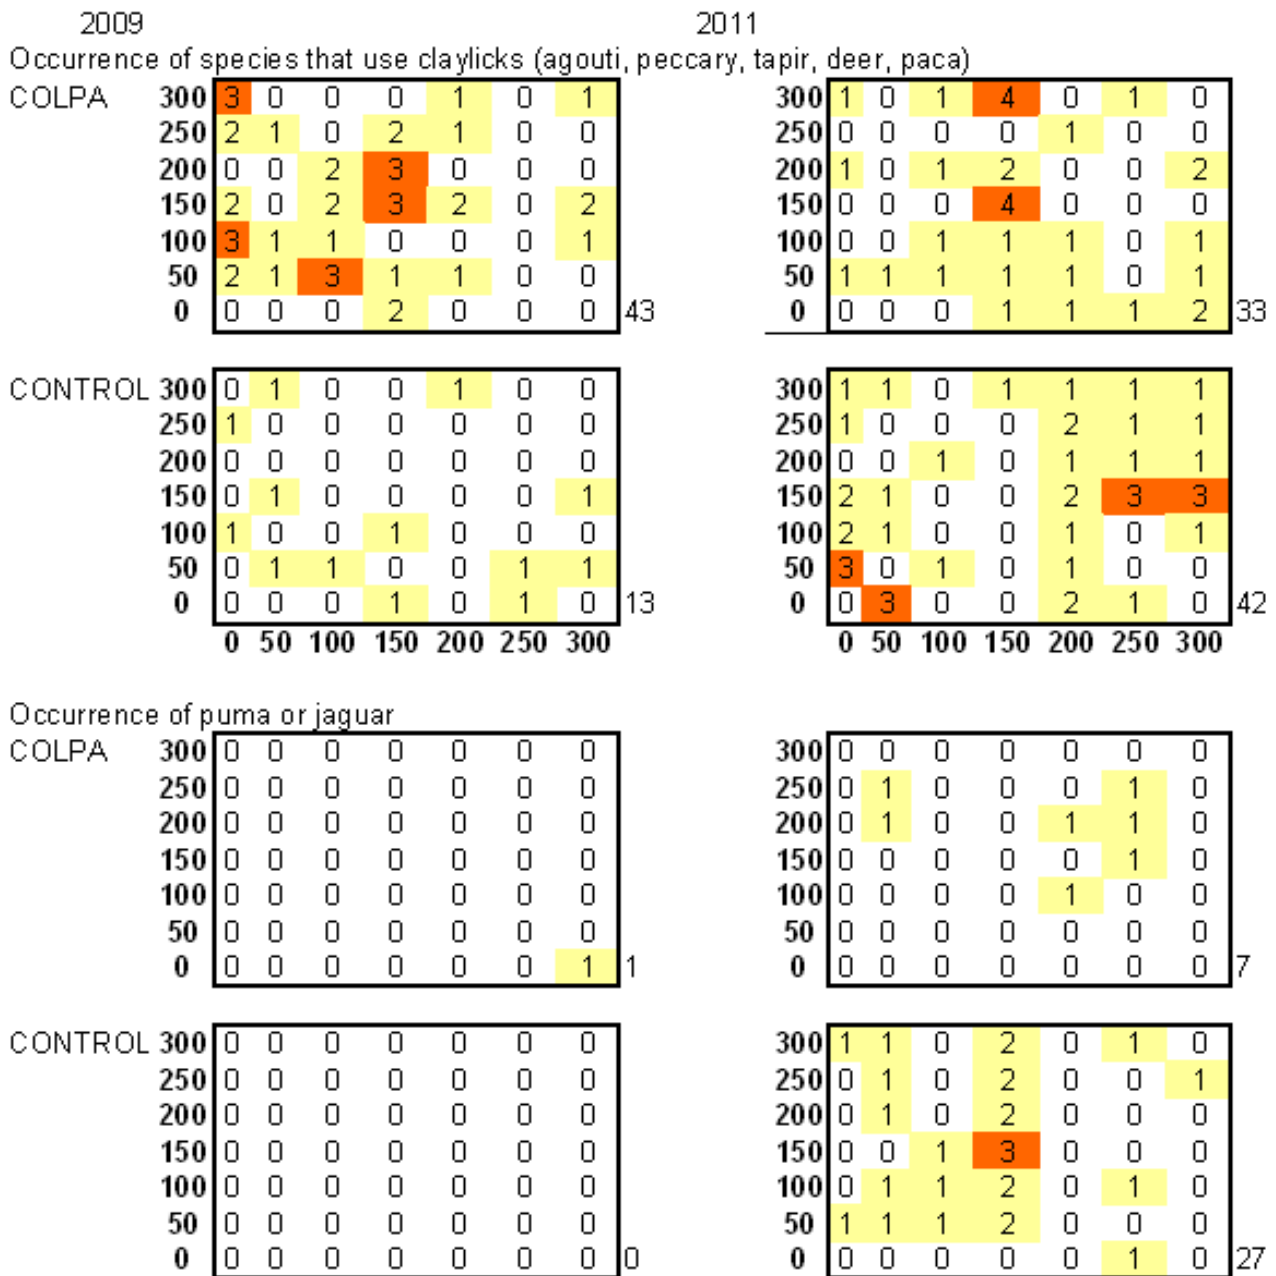 2009 2011
Occurrence of species that use claylicks (agouti, peccary, tapir, deer, paca)
COLPA 300 3 0 0 0 1 0 1 300 1 0 1 4 0 1 0
250 2 1 0 2 1 0 0 250 0 0 0 0 1 0 0
200 0 0 2 3 0 0 0 200 1 0 1 2 0 0 2
150 2 0 2 3 2 0 2 150 0 0 0 4 0 0 0
100 3 1 1 0 0 0 1 100 0 0 1 1 1 0 1
50 2 1 3 1 1 0 0 50 1 1 1 1 1 0 1
0 0 0 0 2 0 0 0 43 0 0 0 0 1 1 1 2 33
CONTROL 300 0 1 0 0 1 0 0 300 1 1 0 1 1 1 1
250 1 0 0 0 0 0 0 250 1 0 0 0 2 1 1
200 0 0 0 0 0 0 0 200 0 0 1 0 1 1 1
150 0 1 0 0 0 0 1 150 2 1 0 0 2 3 3
100 1 0 0 1 0 0 0 100 2 1 0 0 1 0 1
50 0 1 1 0 0 1 1 50 3 0 1 0 1 0 0
0 0 0 0 1 0 1 0 13 0 0 3 0 0 2 1 0 42
0 50 100 150 200 250 300 0 50 100 150 200 250 300
Occurrence of puma or jaguar
COLPA 300 0 0 0 0 0 0 0 300 0 0 0 0 0 0 0
250 0 0 0 0 0 0 0 250 0 1 0 0 0 1 0
200 0 0 0 0 0 0 0 200 0 1 0 0 1 1 0
150 0 0 0 0 0 0 0 150 0 0 0 0 0 1 0
100 0 0 0 0 0 0 0 100 0 0 0 0 1 0 0
50 0 0 0 0 0 0 0 50 0 0 0 0 0 0 0
0 0 0 0 0 0 0 1 1 0 0 0 0 0 0 0 0 7
CONTROL 300 0 0 0 0 0 0 0 300 1 1 0 2 0 1 0
250 0 0 0 0 0 0 0 250 0 1 0 2 0 0 1
200 0 0 0 0 0 0 0 200 0 1 0 2 0 0 0
150 0 0 0 0 0 0 0 150 0 0 1 3 0 0 0
100 0 0 0 0 0 0 0 100 0 1 1 2 0 1 0
50 0 0 0 0 0 0 0 50 1 1 1 2 0 0 0
0 0 0 0 0 0 0 0 0 0 0 0 0 0 0 1 0 27